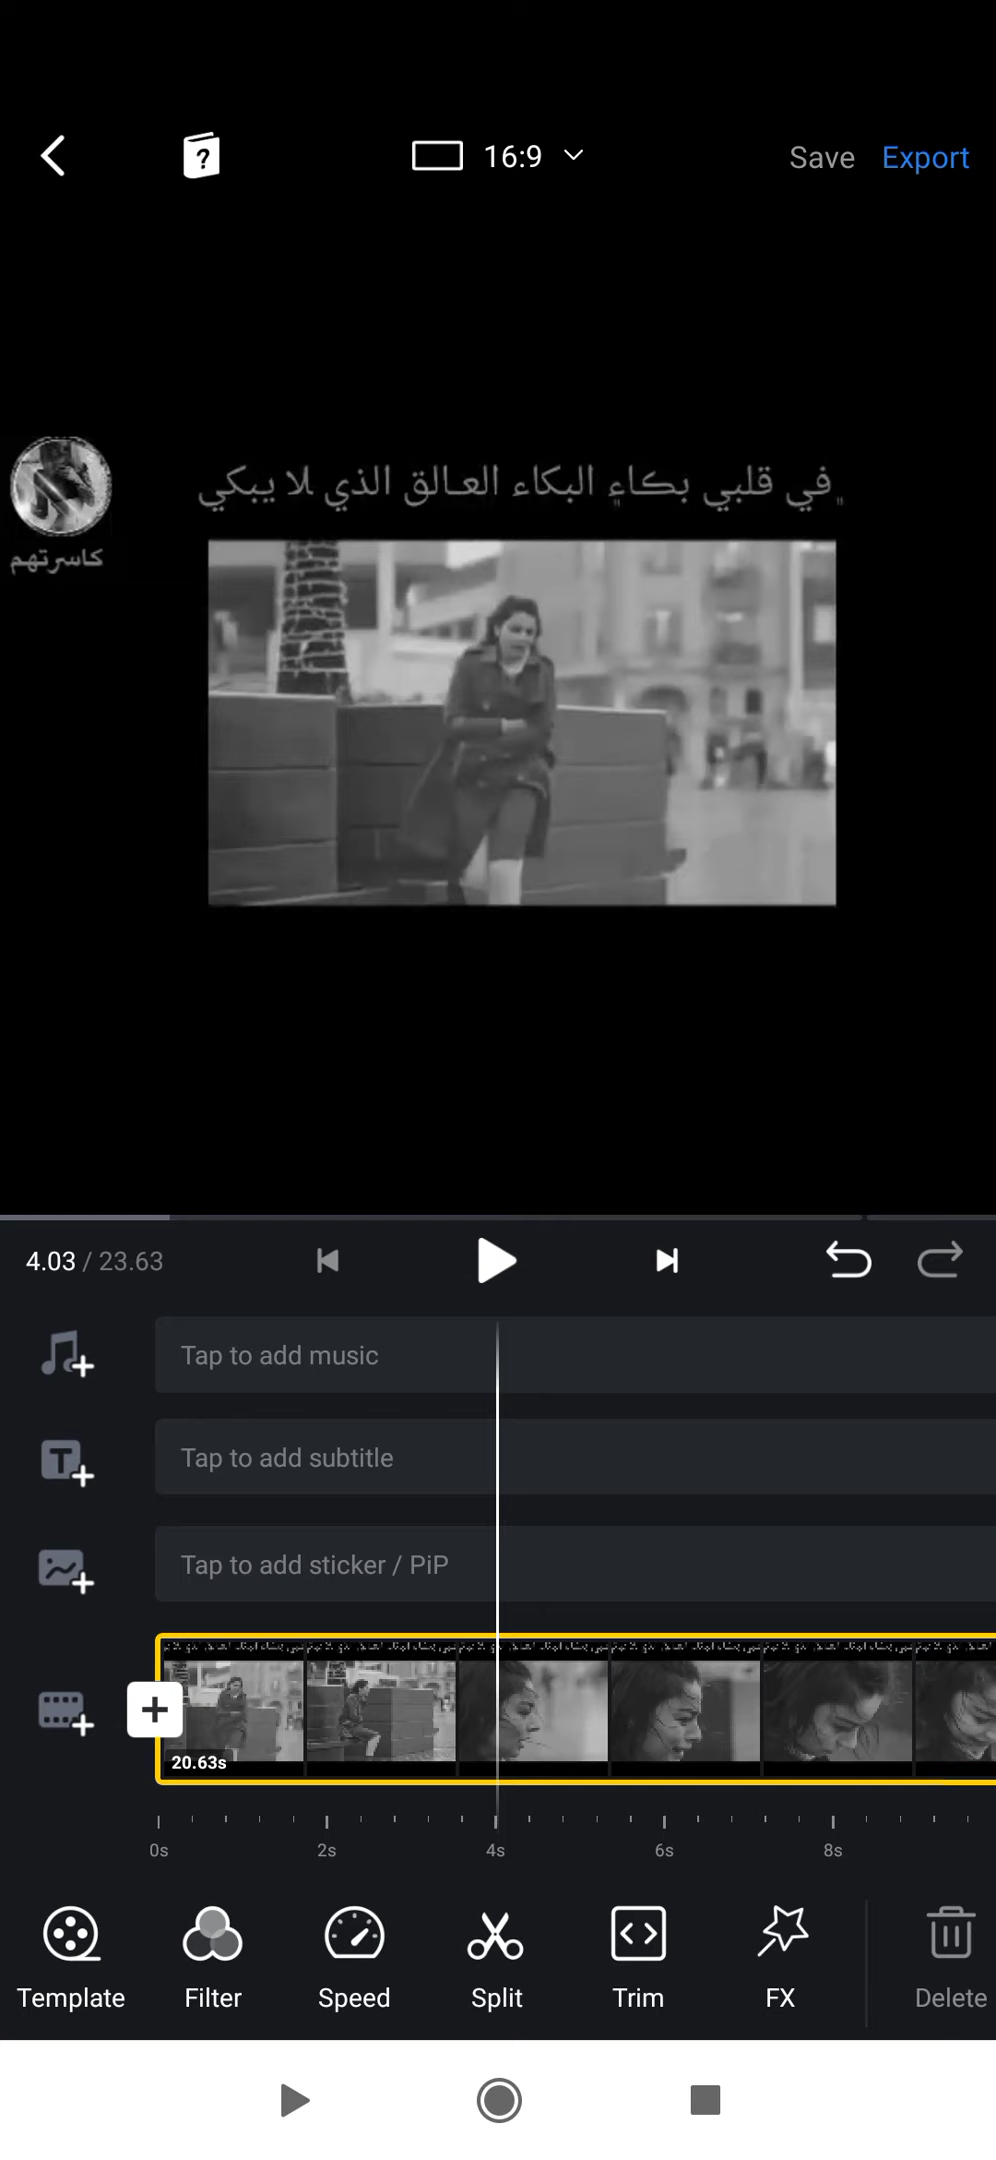 16:9
Save
Export
في قلبي بكاءٍ البكاء العـالق الذي لا يبكي
كاسرتهم
4.03 / 23.63
Tap to add music
Tap to add subtitle
Tap to add sticker / PiP
20.63s
0s 2s 4s 6s 8s
Template Filter Speed Split Trim FX Delete